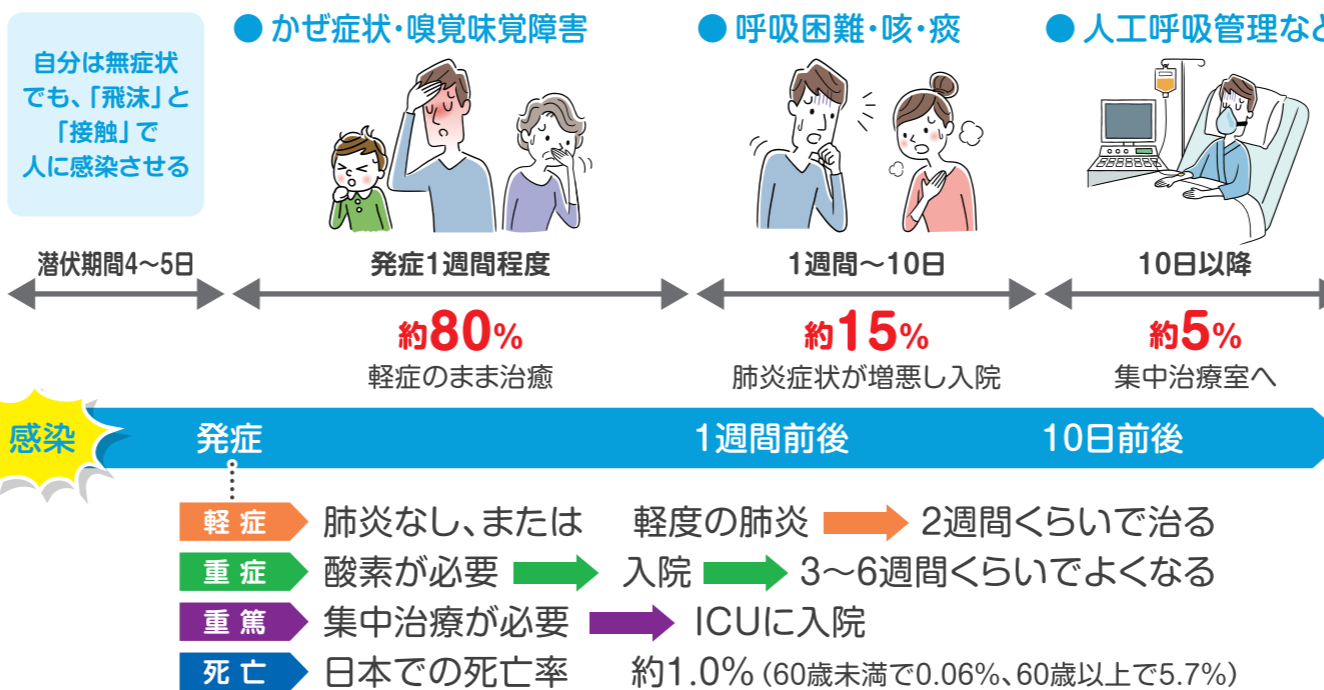 自分は無症状
でも、「飛沫」と
「接触」で
人に感染させる
● かぜ症状・嗅覚味覚障害
● 呼吸困難・咳・痰
● 人工呼吸管理など
潜伏期間4〜5日
発症1週間程度
1週間〜10日
10日以降
約80%
軽症のまま治癒
約15%
肺炎症状が増悪し入院
約5%
集中治療室へ
感染
発症
1週間前後
10日前後
軽症 肺炎なし、または 軽度の肺炎 2週間くらいで治る
重症 酸素が必要 入院 3〜6週間くらいでよくなる
重篤 集中治療が必要 ICUに入院
死亡 日本での死亡率 約1.0%(60歳未満で0.06%、60歳以上で5.7%)